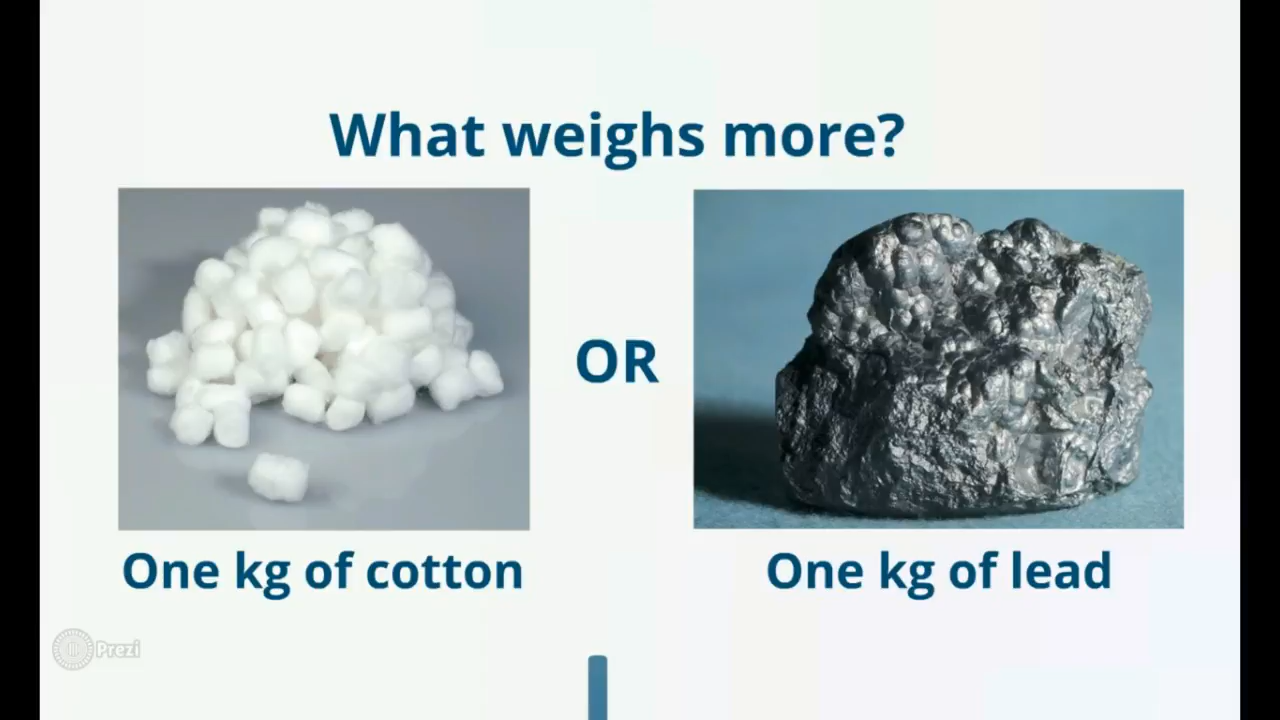 What weighs more?
OR
One kg of cotton
One kg of lead
Prezi